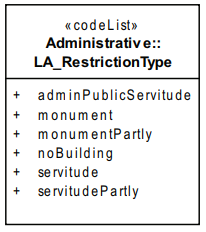 «codeList»
Administrative::
LA_RestrictionType
+ adminPublicServitude
+ monument
+ monumentPartly
+ noBuilding
+ servitude
+ servitudePartly